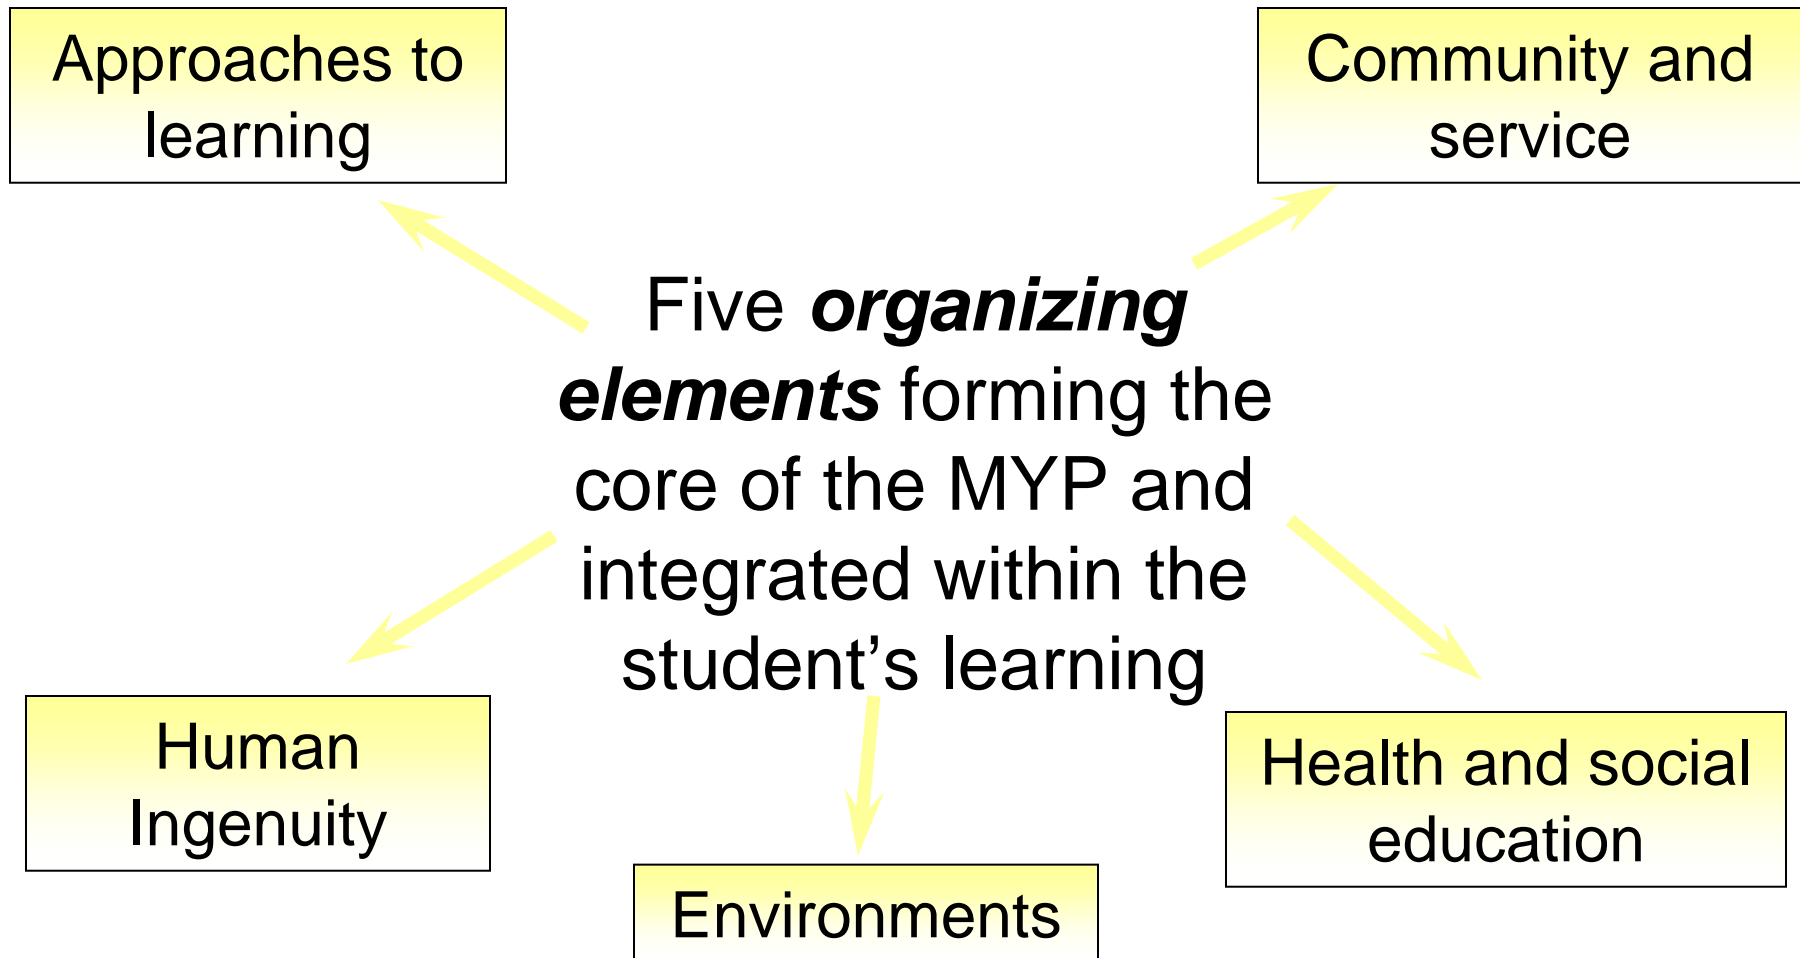 Approaches to
learning
Community and
service
Five organizing
elements forming the
core of the MYP and
integrated within the
student’s learning
Human
Ingenuity
Health and social
education
Environments